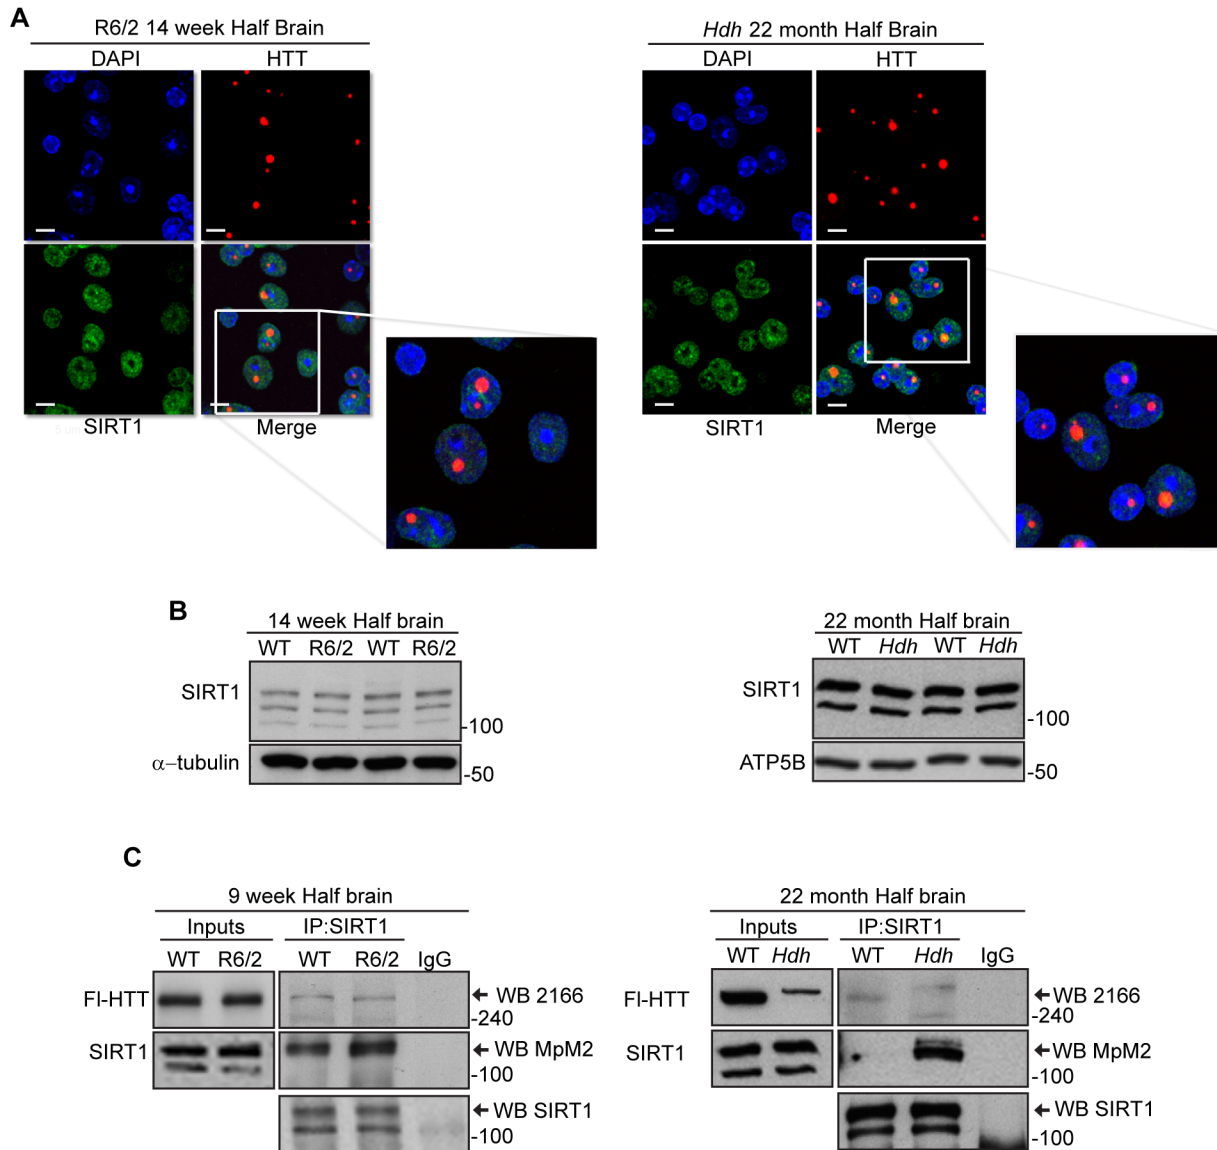 A
R6/2 14 week Half Brain
DAPI HTT
SIRT1 Merge
5 um
Hdh 22 month Half Brain
DAPI HTT
SIRT1 Merge
B
14 week Half brain
WT R6/2 WT R6/2
SIRT1
-100
α-tubulin
-50
22 month Half brain
WT Hdh WT Hdh
SIRT1
-100
ATP5B
-50
C
9 week Half brain
Inputs IP:SIRT1
WT R6/2 WT R6/2 IgG
Fl-HTT
WB 2166
-240
SIRT1
WB MpM2
-100
WB SIRT1
-100
22 month Half brain
Inputs IP:SIRT1
WT Hdh WT Hdh IgG
Fl-HTT
WB 2166
-240
SIRT1
WB MpM2
-100
WB SIRT1
-100